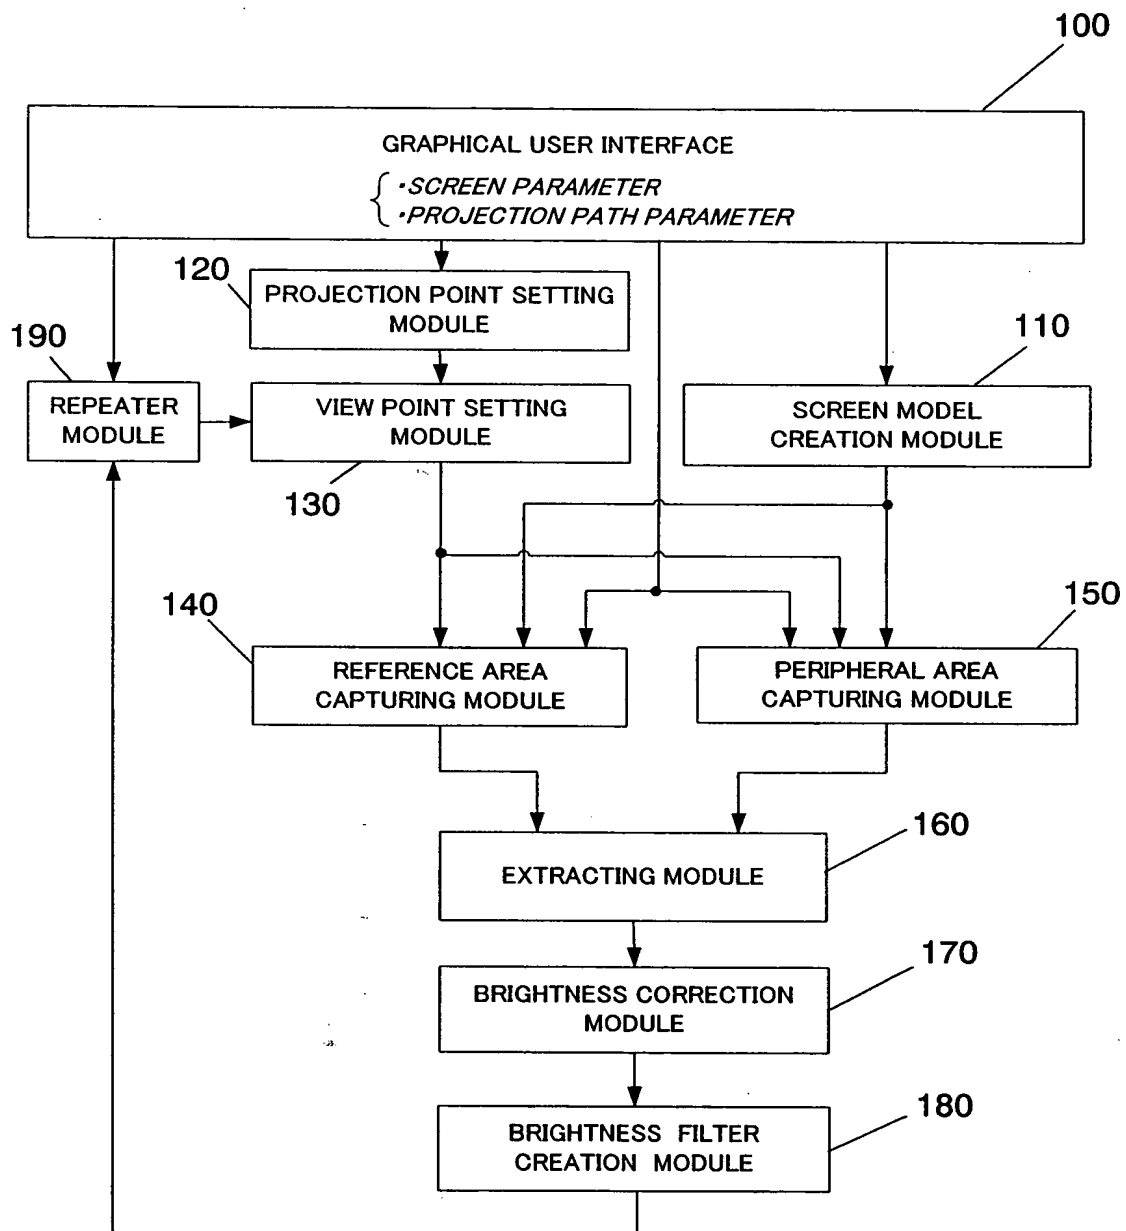 100
GRAPHICAL USER INTERFACE
・SCREEN PARAMETER
・PROJECTION PATH PARAMETER
120
PROJECTION POINT SETTING
MODULE
190
110
REPEATER
MODULE
VIEW POINT SETTING
MODULE
SCREEN MODEL
CREATION MODULE
130
140
150
REFERENCE AREA
CAPTURING MODULE
PERIPHERAL AREA
CAPTURING MODULE
160
EXTRACTING MODULE
170
BRIGHTNESS CORRECTION
MODULE
180
BRIGHTNESS FILTER
CREATION MODULE